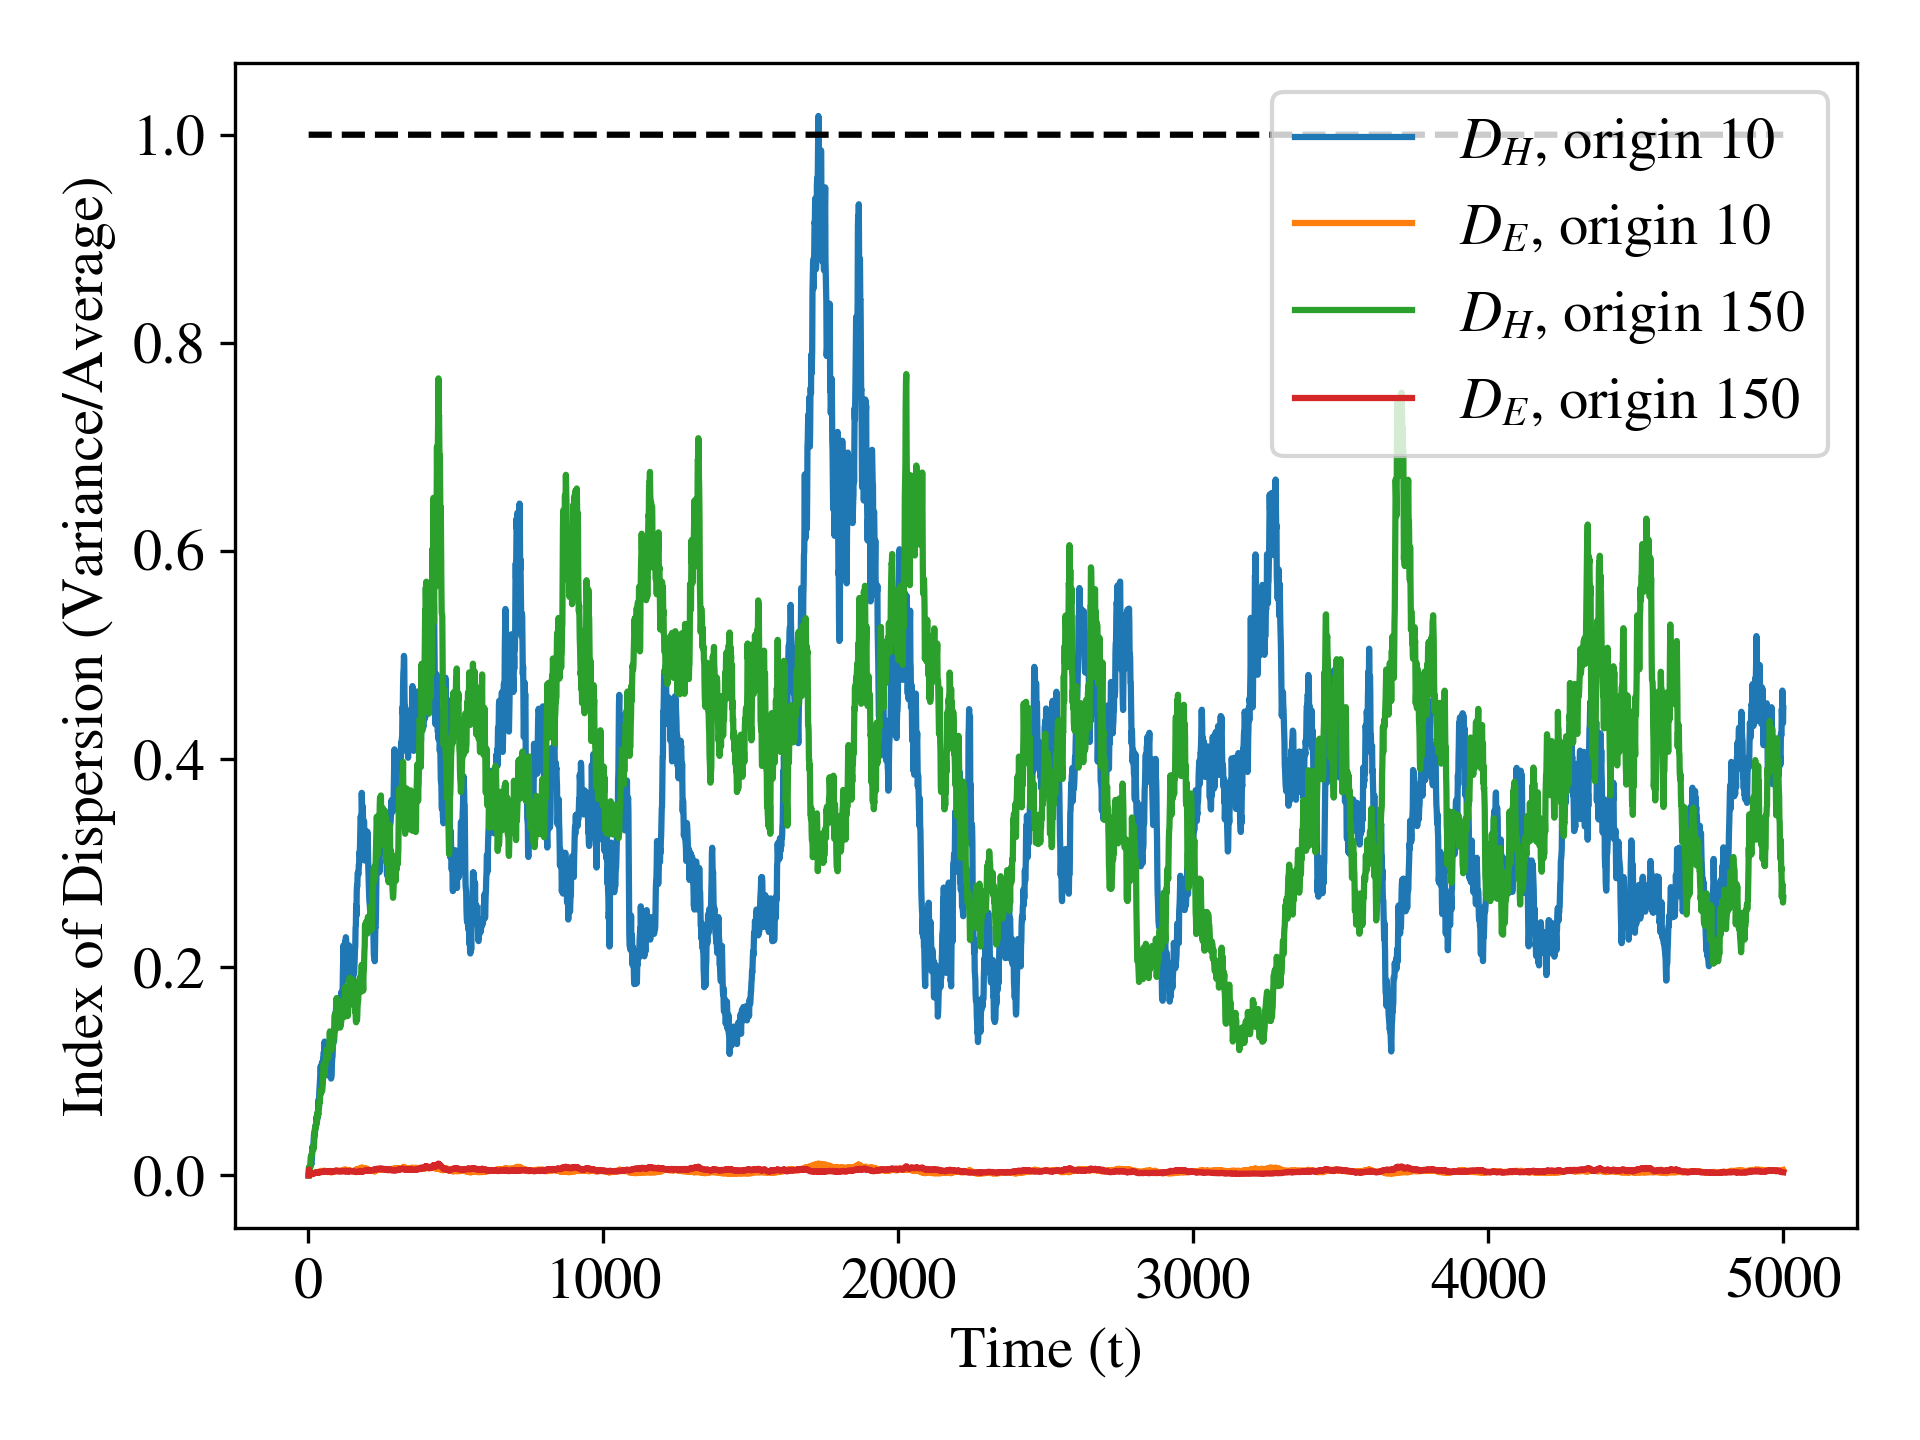 Index of Dispersion (Variance/Average)
1.0
0.8
0.6
0.4
0.2
0.0
D_H, origin 10
D_E, origin 10
D_H, origin 150
D_E, origin 150
0 1000 2000 3000 4000 5000
Time (t)